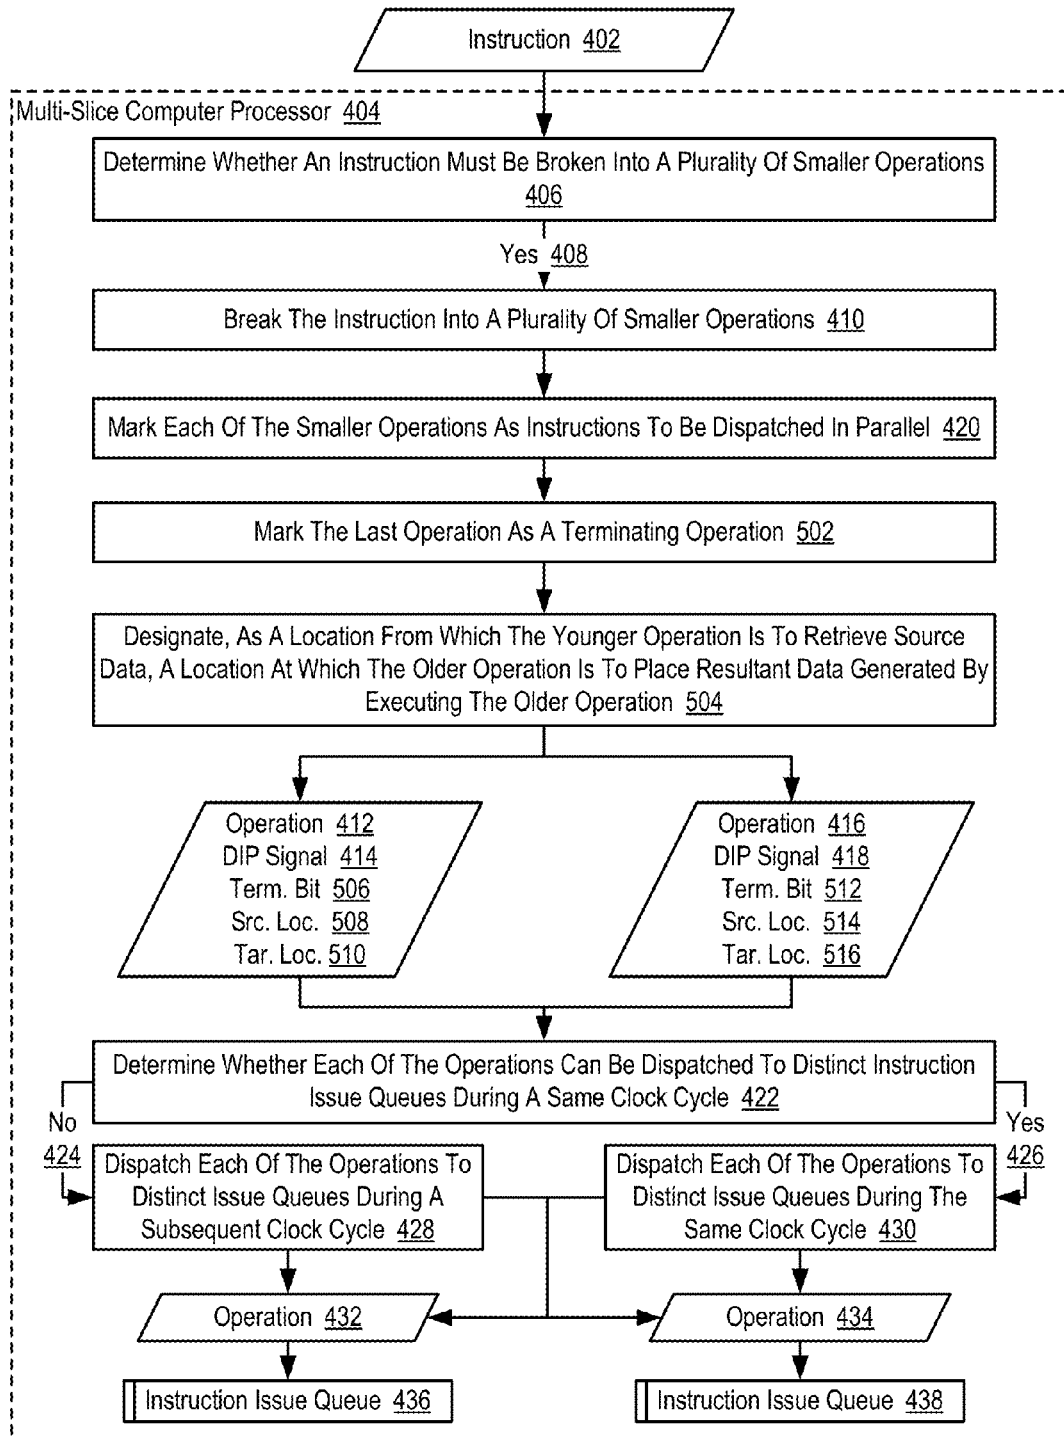 Instruction 402
Multi-Slice Computer Processor 404
Determine Whether An Instruction Must Be Broken Into A Plurality Of Smaller Operations
406
Yes 408
Break The Instruction Into A Plurality Of Smaller Operations 410
Mark Each Of The Smaller Operations As Instructions To Be Dispatched In Parallel 420
Mark The Last Operation As A Terminating Operation 502
Designate, As A Location From Which The Younger Operation Is To Retrieve Source
Data, A Location At Which The Older Operation Is To Place Resultant Data Generated By
Executing The Older Operation 504
Operation 412
DIP Signal 414
Term. Bit 506
Src. Loc. 508
Tar. Loc. 510
Operation 416
DIP Signal 418
Term. Bit 512
Src. Loc. 514
Tar. Loc. 516
Determine Whether Each Of The Operations Can Be Dispatched To Distinct Instruction
Issue Queues During A Same Clock Cycle 422
No
424
Yes
426
Dispatch Each Of The Operations To
Distinct Issue Queues During A
Subsequent Clock Cycle 428
Dispatch Each Of The Operations To
Distinct Issue Queues During The
Same Clock Cycle 430
Operation 432
Operation 434
Instruction Issue Queue 436
Instruction Issue Queue 438